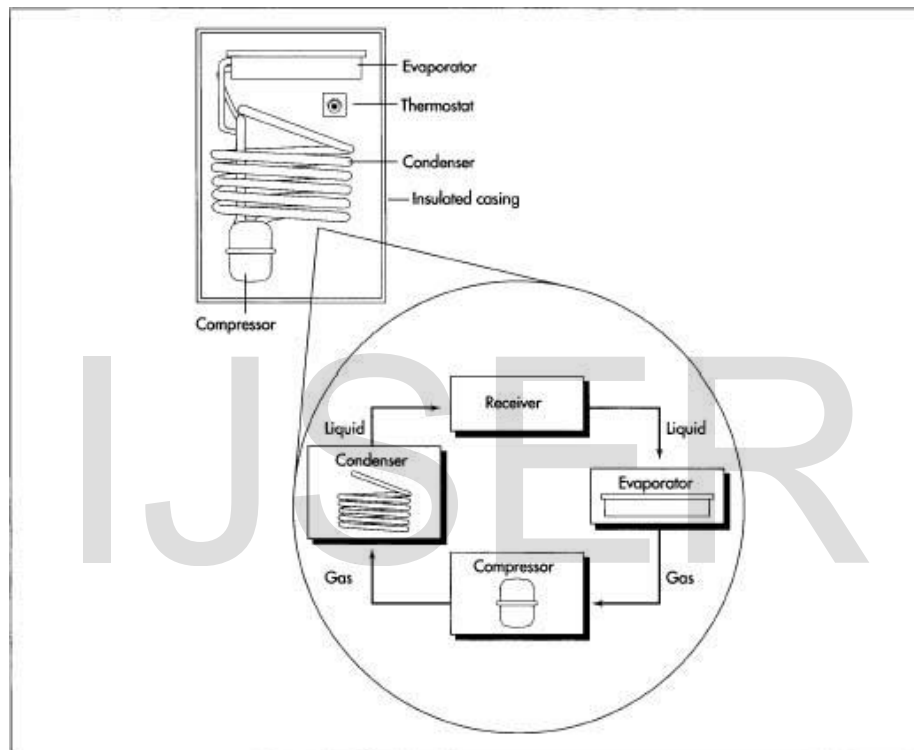 Evaporator
Thermostat
Condenser
Insulated casing
Compressor
IJSER
Receiver
Liquid
Liquid
Condenser
Evaporator
Compressor
Gas
Gas